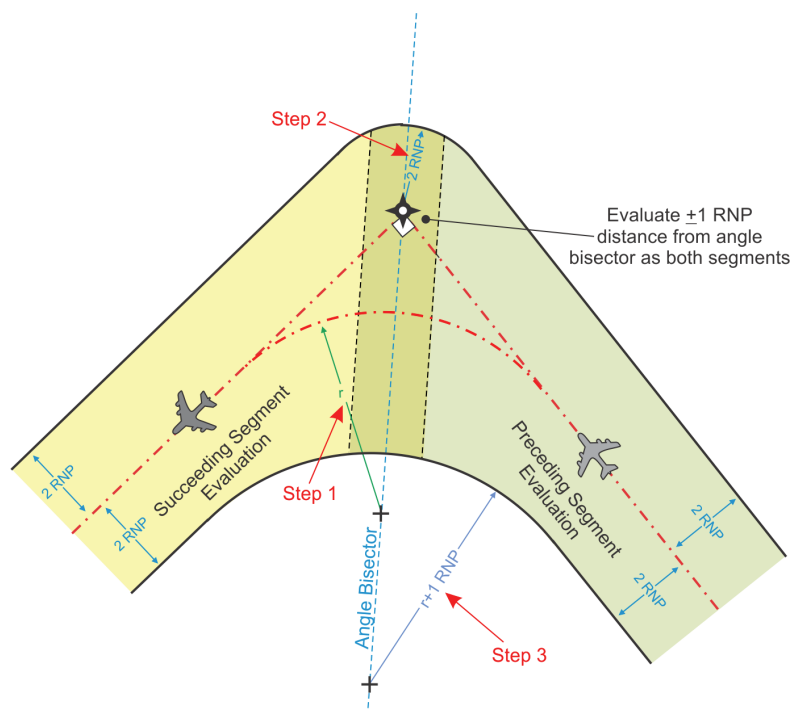 Step 2
2 RNP
Evaluate ±1 RNP
distance from angle
bisector as both segments
r
Succeeding Segment
Evaluation
Step 1
2 RNP
2 RNP
Preceding Segment
Evaluation
2 RNP
2 RNP
Angle Bisector
r+1 RNP
Step 3